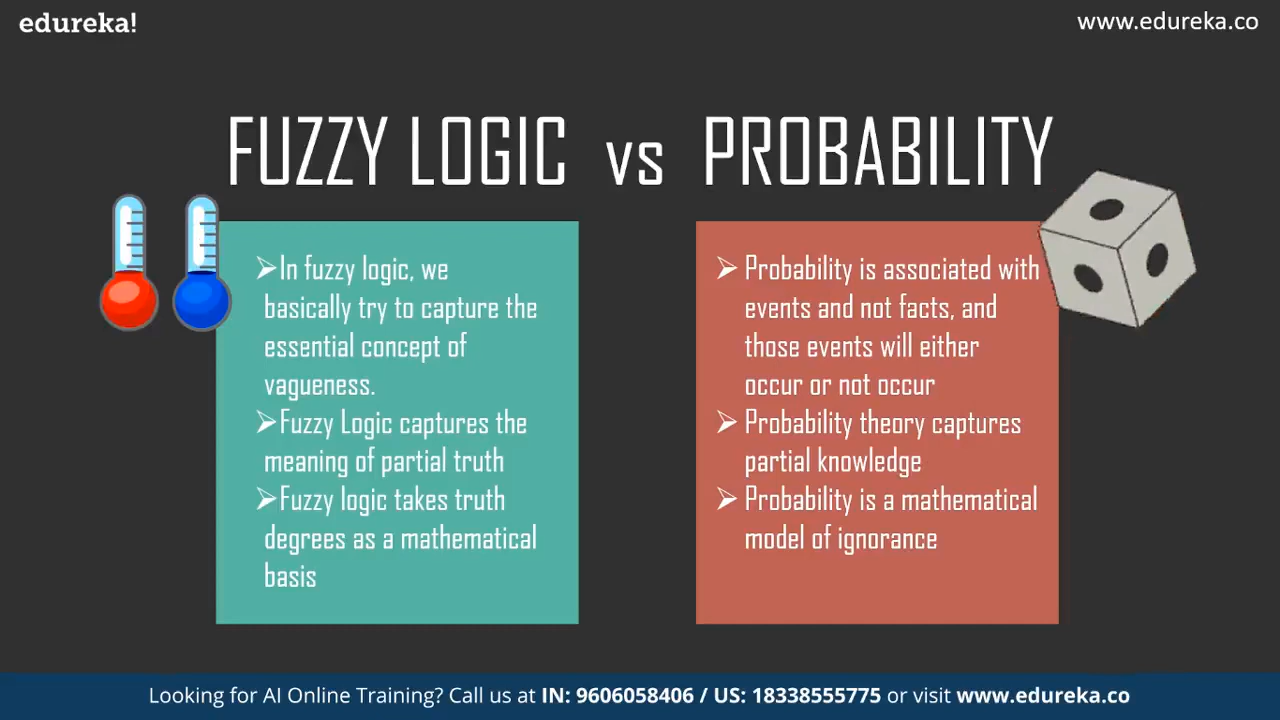 edureka!
www.edureka.co
FUZZY LOGIC vs PROBABILITY
➢In fuzzy logic, we
basically try to capture the
essential concept of
vagueness.
➢Fuzzy Logic captures the
meaning of partial truth
➢Fuzzy logic takes truth
degrees as a mathematical
basis
➢ Probability is associated with
events and not facts, and
those events will either
occur or not occur
➢ Probability theory captures
partial knowledge
➢ Probability is a mathematical
model of ignorance
Looking for AI Online Training? Call us at IN: 9606058406 / US: 18338555775 or visit www.edureka.co